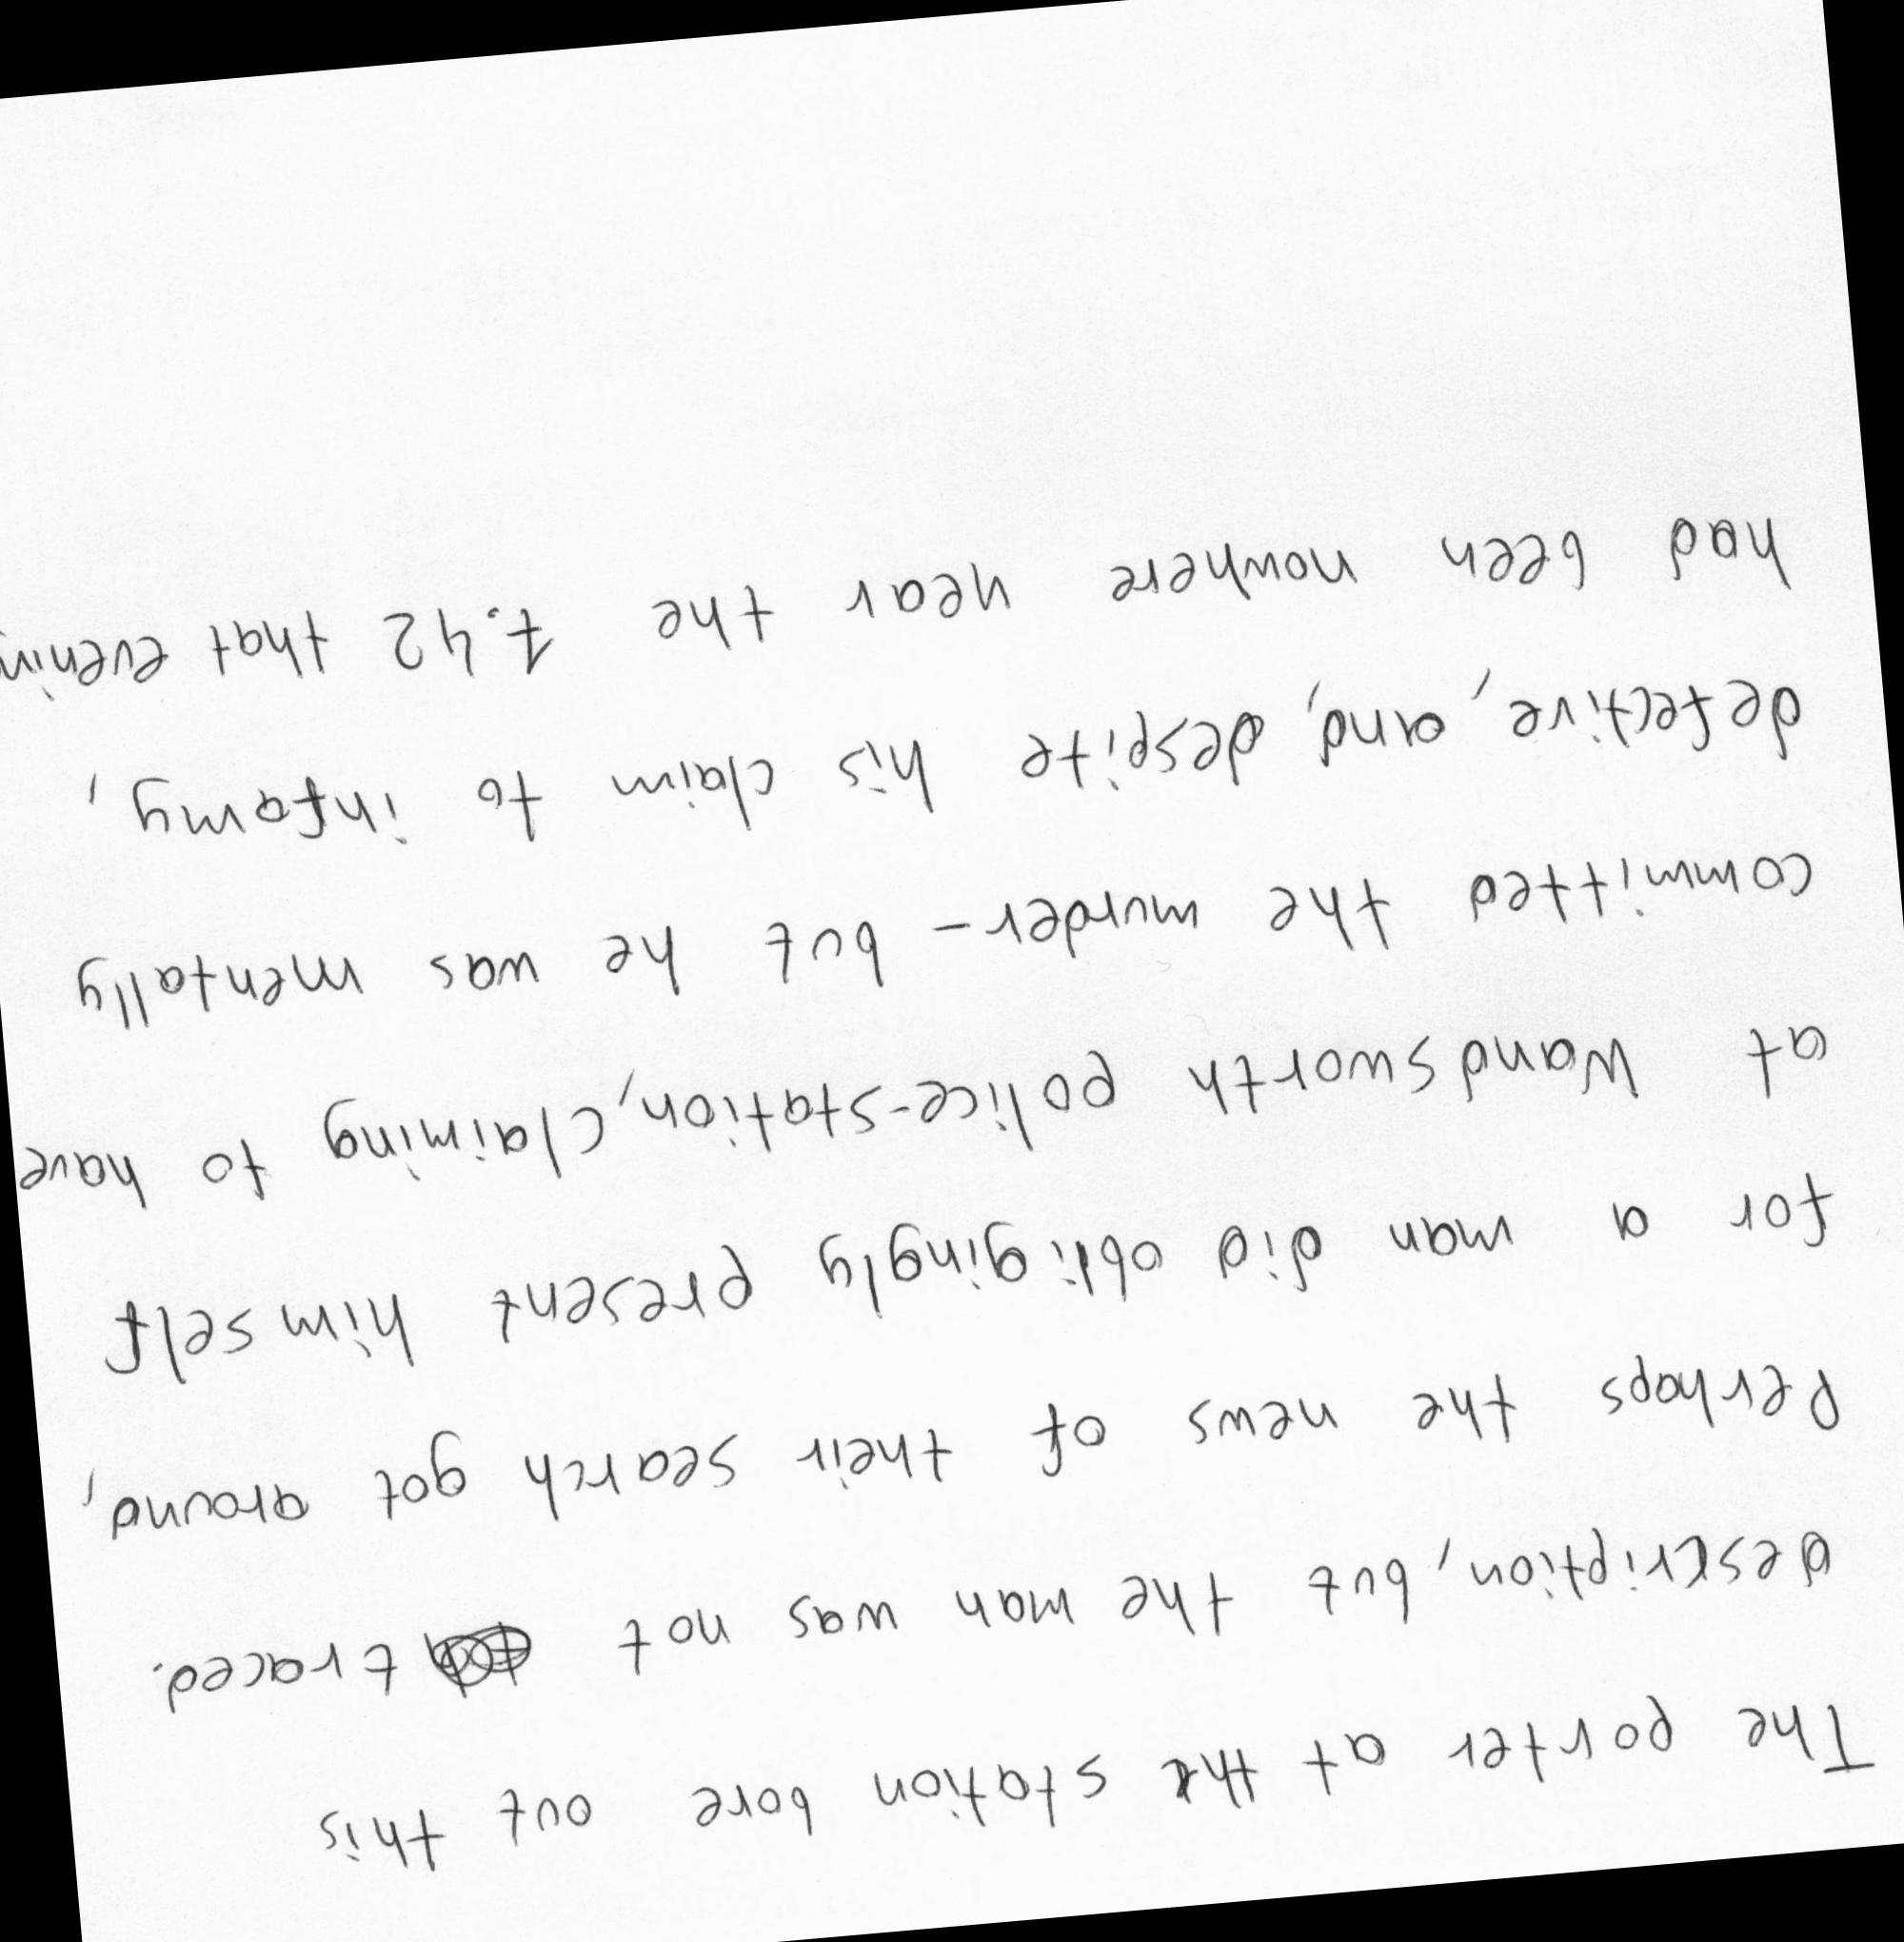 The porter at the station bore out this
description, but the man was not traced.
Perhaps the news of their search got around,
for a man did obligingly present himself
at Wandsworth police-station, claiming to have
committed the murder - but he was mentally
defective, and, despite his claim to infamy,
had been nowhere near the 7.42 that